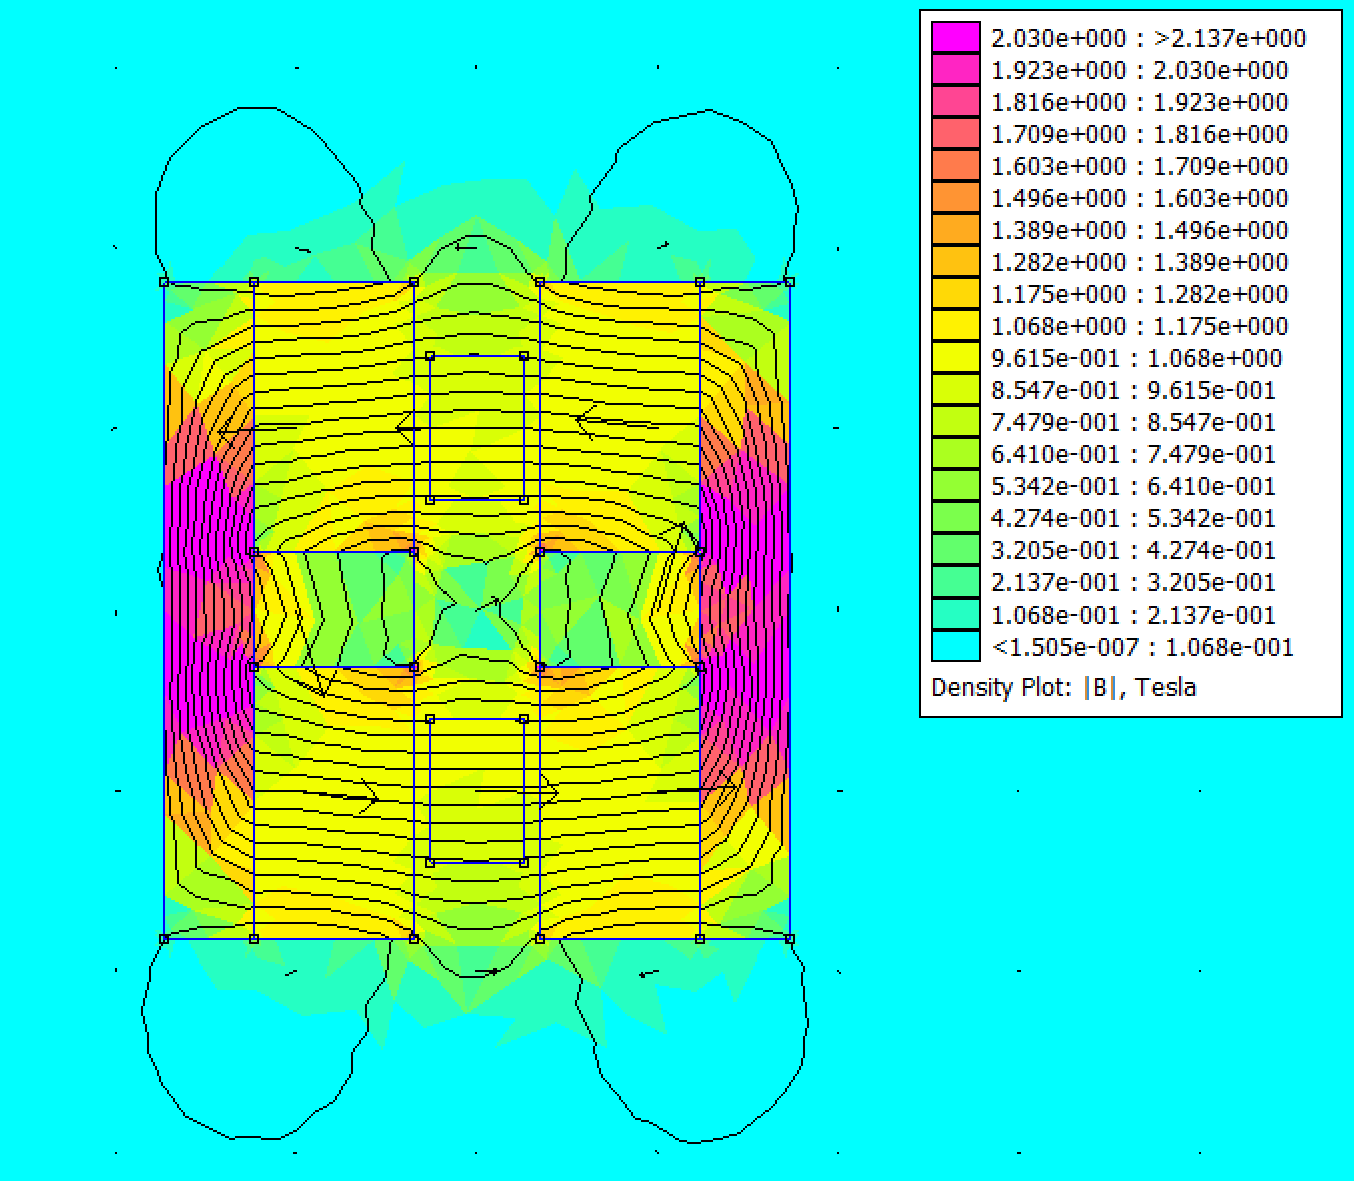 2.030e+000 : >2.137e+000
1.923e+000 : 2.030e+000
1.816e+000 : 1.923e+000
1.709e+000 : 1.816e+000
1.603e+000 : 1.709e+000
1.496e+000 : 1.603e+000
1.389e+000 : 1.496e+000
1.282e+000 : 1.389e+000
1.175e+000 : 1.282e+000
1.068e+000 : 1.175e+000
9.615e-001 : 1.068e+000
8.547e-001 : 9.615e-001
7.479e-001 : 8.547e-001
6.410e-001 : 7.479e-001
5.342e-001 : 6.410e-001
4.274e-001 : 5.342e-001
3.205e-001 : 4.274e-001
2.137e-001 : 3.205e-001
1.068e-001 : 2.137e-001
<1.505e-007 : 1.068e-001
Density Plot: |B|, Tesla